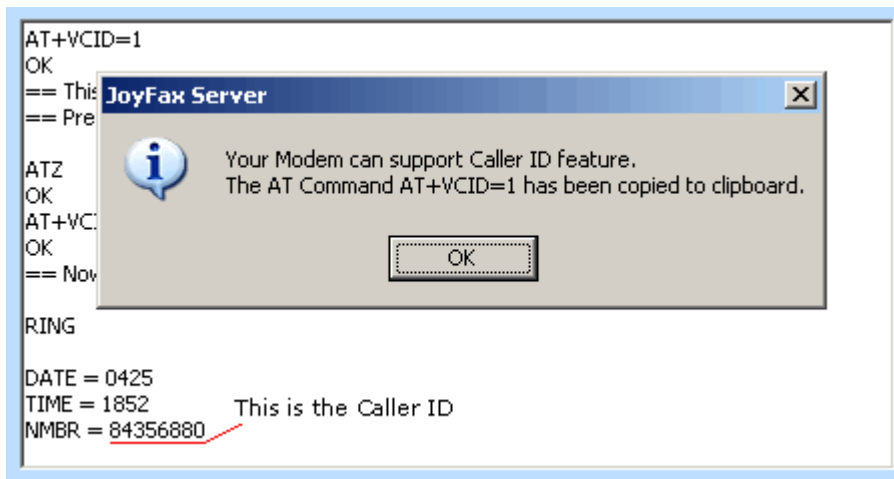 AT+VCID=1
OK
== This
== Pre
JoyFax Server
Your Modem can support Caller ID feature.
The AT Command AT+VCID=1 has been copied to clipboard.
OK
ATZ
OK
AT+VC
OK
== Now
RING
DATE = 0425
TIME = 1852
This is the Caller ID
NMBR = 84356880